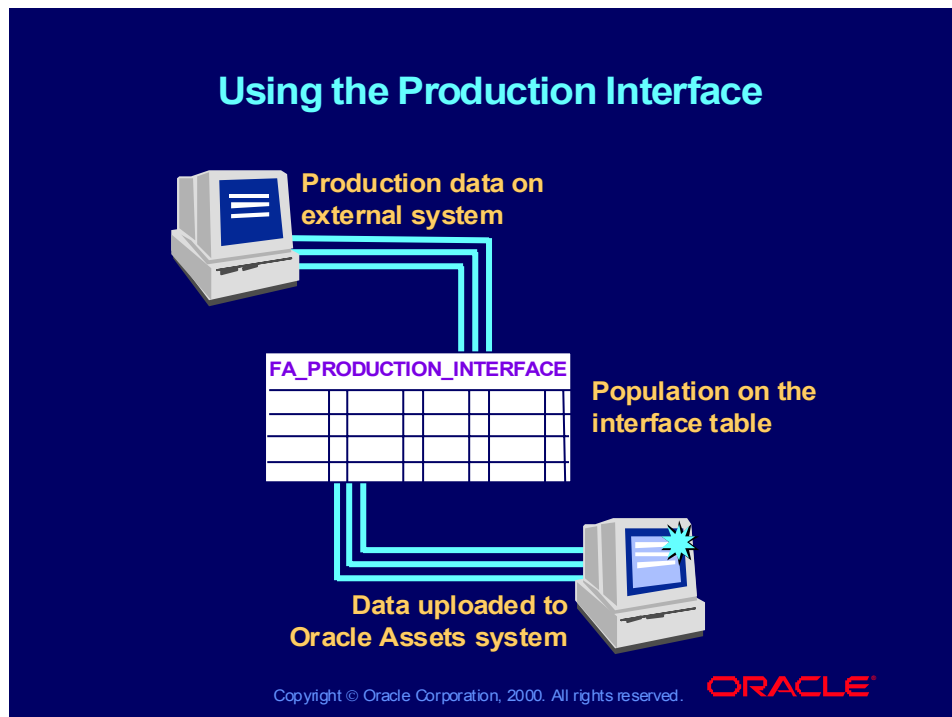 Using the Production Interface
Production data on
external system
FA_PRODUCTION_INTERFACE
Population on the
interface table
Data uploaded to
Oracle Assets system
Copyright © Oracle Corporation, 2000. All rights reserved.
ORACLE®